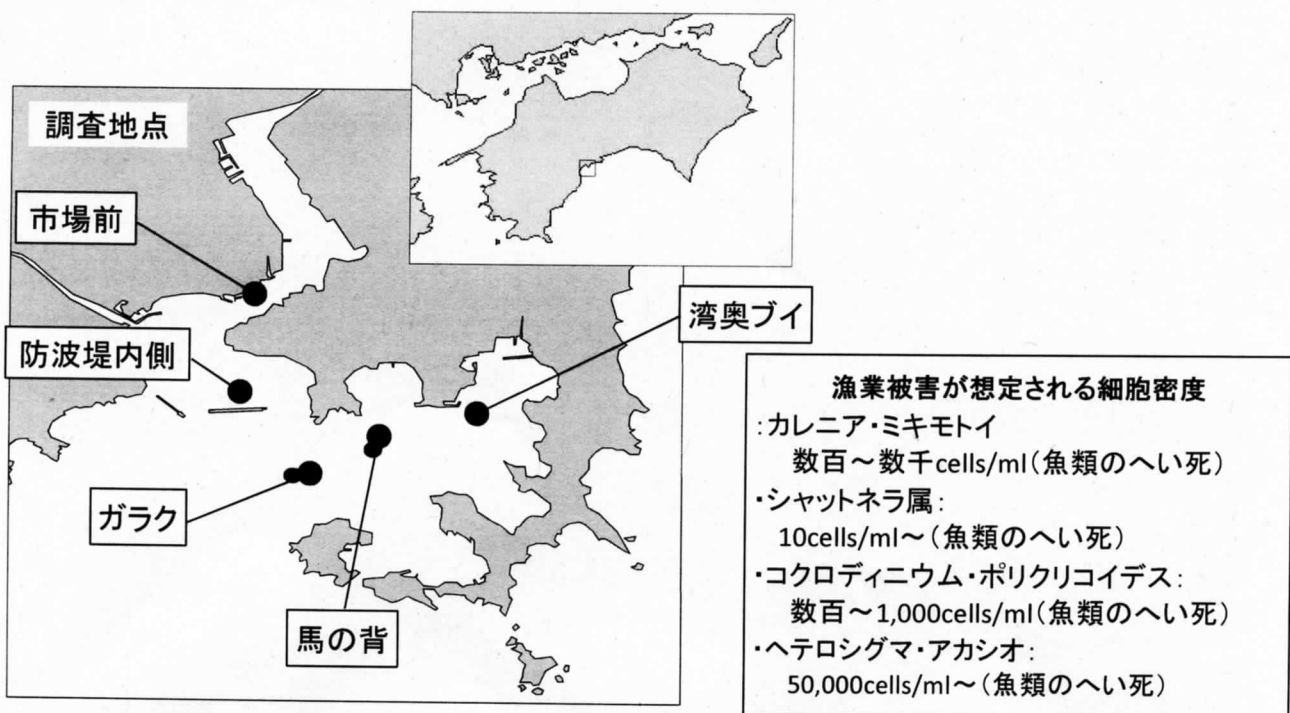 調査地点
市場前
防波堤内側
ガラク
馬の背
湾奥ブイ
漁業被害が想定される細胞密度
:カレニア・ミキモトイ
数百～数千cells/ml(魚類のへい死)
・シャットネラ属:
10cells/ml～(魚類のへい死)
・コクロディニウム・ポリクリコイデス:
数百～1,000cells/ml(魚類のへい死)
・ヘテロシグマ・アカシオ:
50,000cells/ml～(魚類のへい死)